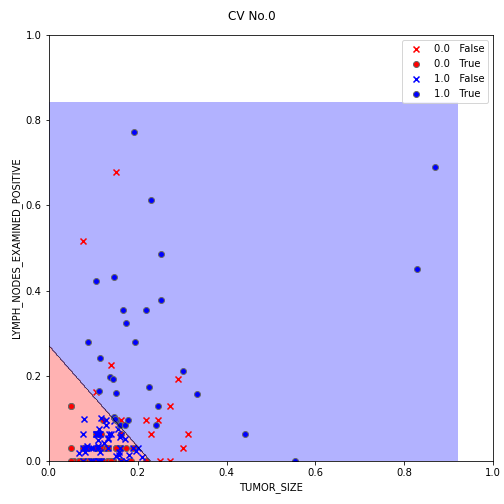 CV No.0
0.0 False
0.0 True
1.0 False
1.0 True
LYMPH_NODES_EXAMINED_POSITIVE
1.0
0.8
0.6
0.4
0.2
0.0
0.0 0.2 0.4 0.6 0.8 1.0
TUMOR_SIZE